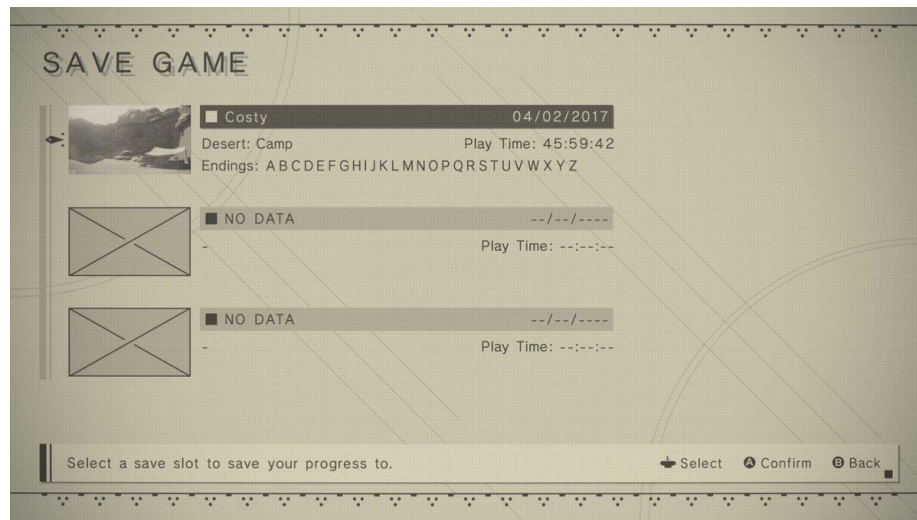 SAVE GAME
Costy 04/02/2017
Desert: Camp Play Time: 45:59:42
Endings: A B C D E F G H I J K L M N O P Q R S T U V W X Y Z
NO DATA --/--/----
- Play Time: --:--:--
NO DATA --/--/----
- Play Time: --:--:--
Select a save slot to save your progress to. Select A Confirm B Back